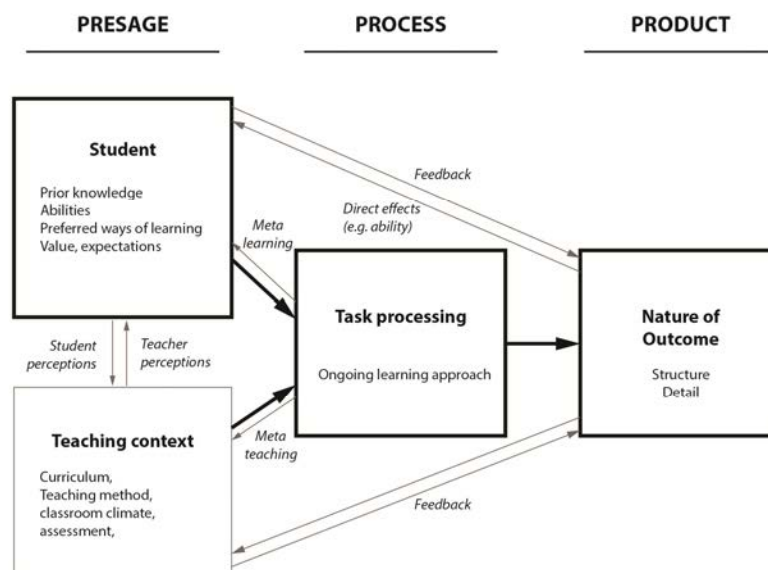 PRESAGE
PROCESS
PRODUCT
Student
Prior knowledge
Abilities
Preferred ways of learning
Value, expectations
Feedback
Direct effects
(e.g. ability)
Meta
learning
Task processing
Ongoing learning approach
Nature of
Outcome
Structure
Detail
Student
perceptions
Teacher
perceptions
Meta
teaching
Teaching context
Curriculum,
Teaching method,
classroom climate,
assessment,
Feedback